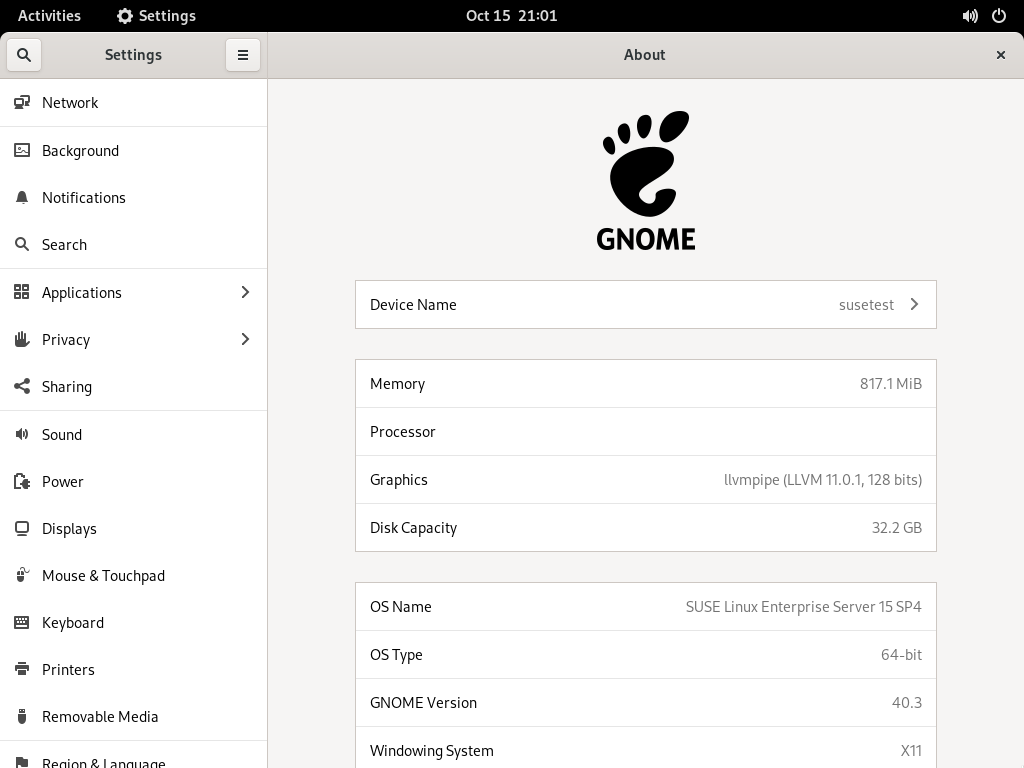 Activities
Settings
Oct 15 21:01
Settings
About
Network
Background
Notifications
Search
Applications
Privacy
Sharing
Sound
Power
Displays
Mouse & Touchpad
Keyboard
Printers
Removable Media
Region & Language
GNOME
Device Name susetest
Memory 817.1 MiB
Processor
Graphics llvmpipe (LLVM 11.0.1, 128 bits)
Disk Capacity 32.2 GB
OS Name SUSE Linux Enterprise Server 15 SP4
OS Type 64-bit
GNOME Version 40.3
Windowing System X11